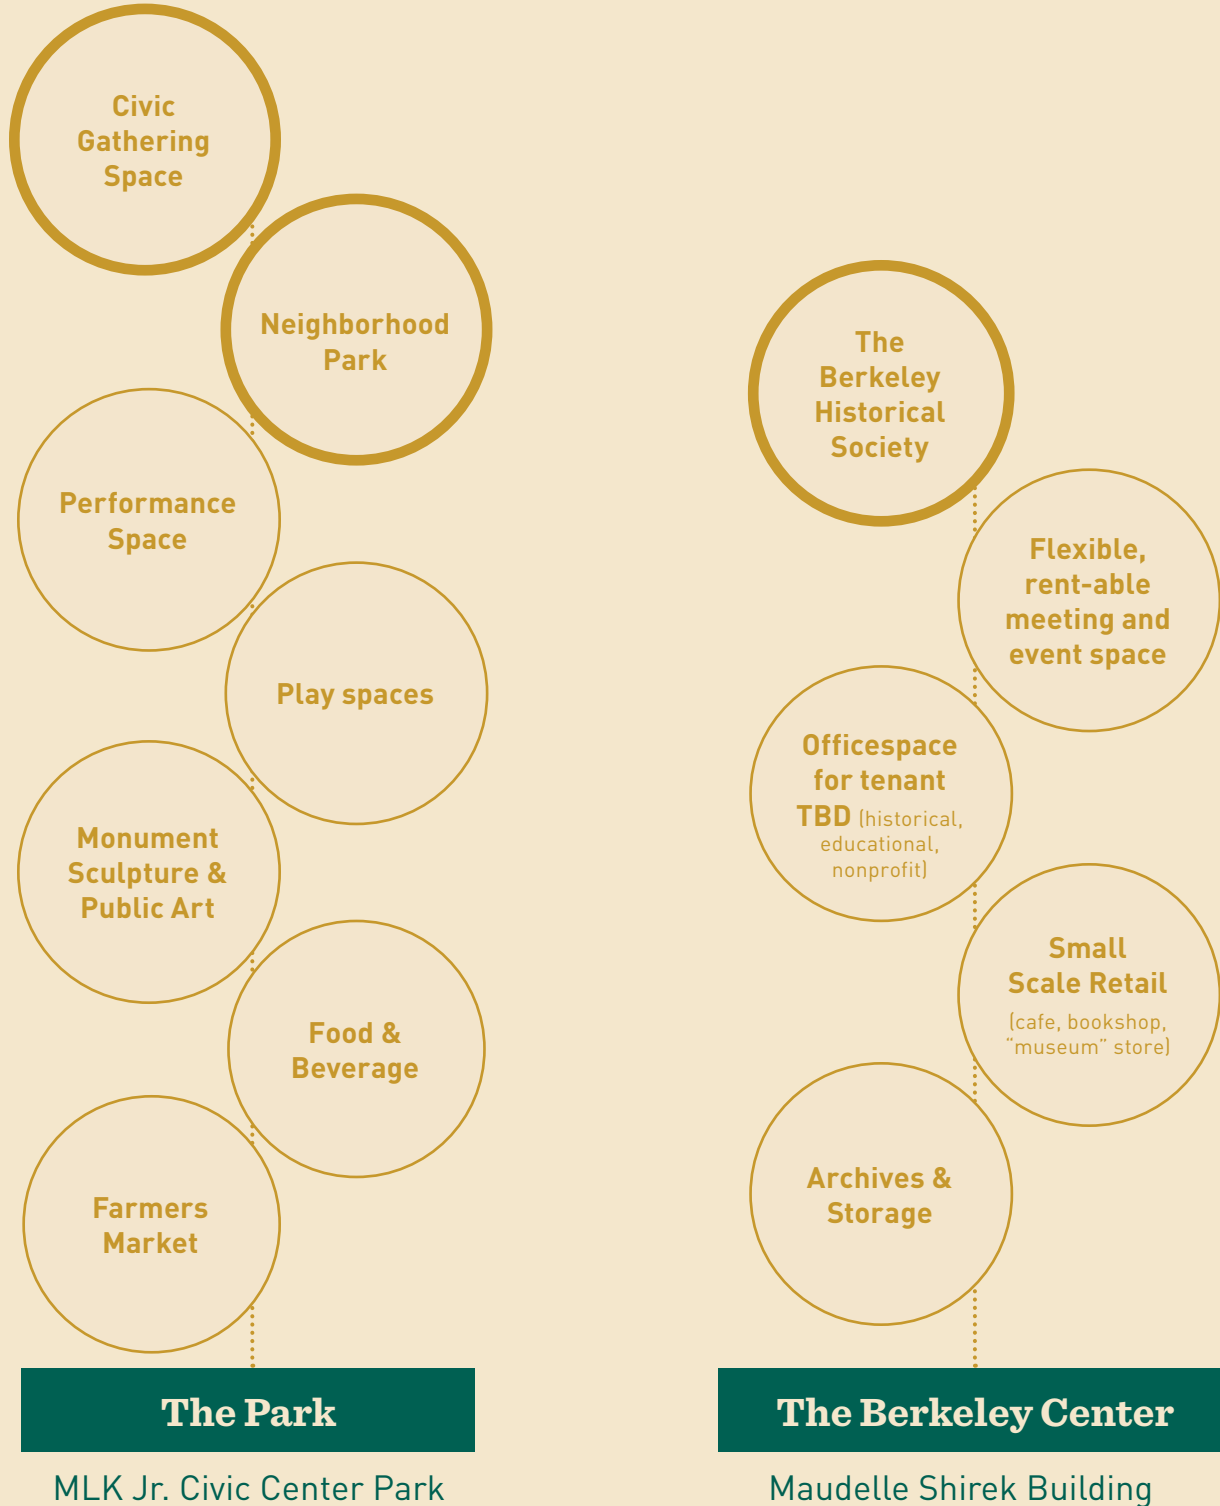 Civic
Gathering
Space
Neighborhood
Park
Performance
Space
Play spaces
Monument
Sculpture &
Public Art
Food &
Beverage
Farmers
Market
The Park
MLK Jr. Civic Center Park
The
Berkeley
Historical
Society
Flexible,
rent-able
meeting and
event space
Officespace
for tenant
TBD (historical,
educational,
nonprofit)
Small
Scale Retail
(cafe, bookshop,
“museum” store)
Archives &
Storage
The Berkeley Center
Maudelle Shirek Building